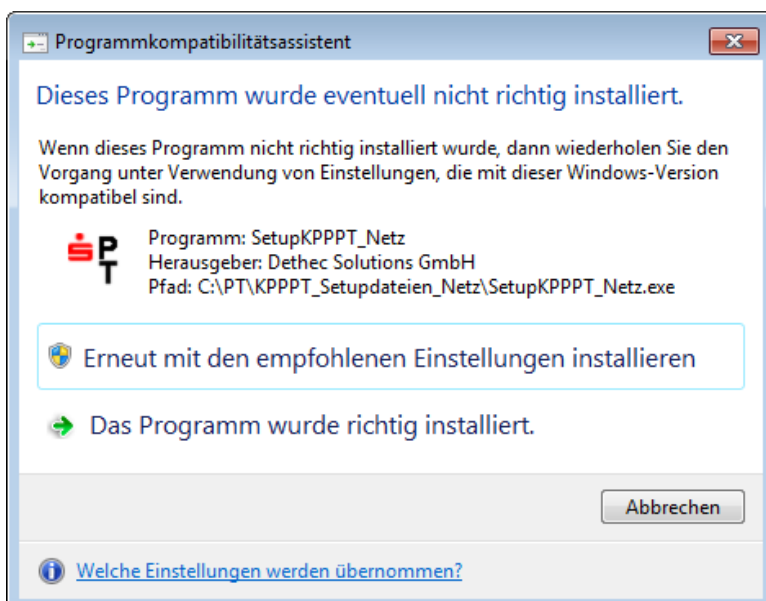 Programmkompatibilitätsassistent
Dieses Programm wurde eventuell nicht richtig installiert.
Wenn dieses Programm nicht richtig installiert wurde, dann wiederholen Sie den
Vorgang unter Verwendung von Einstellungen, die mit dieser Windows-Version
kompatibel sind.
P
T
Programm: SetupKPPPT_Netz
Herausgeber: Dethec Solutions GmbH
Pfad: C:\PT\KPPPT_Setupdateien_Netz\SetupKPPPT_Netz.exe
Erneut mit den empfohlenen Einstellungen installieren
Das Programm wurde richtig installiert.
Abbrechen
Welche Einstellungen werden übernommen?